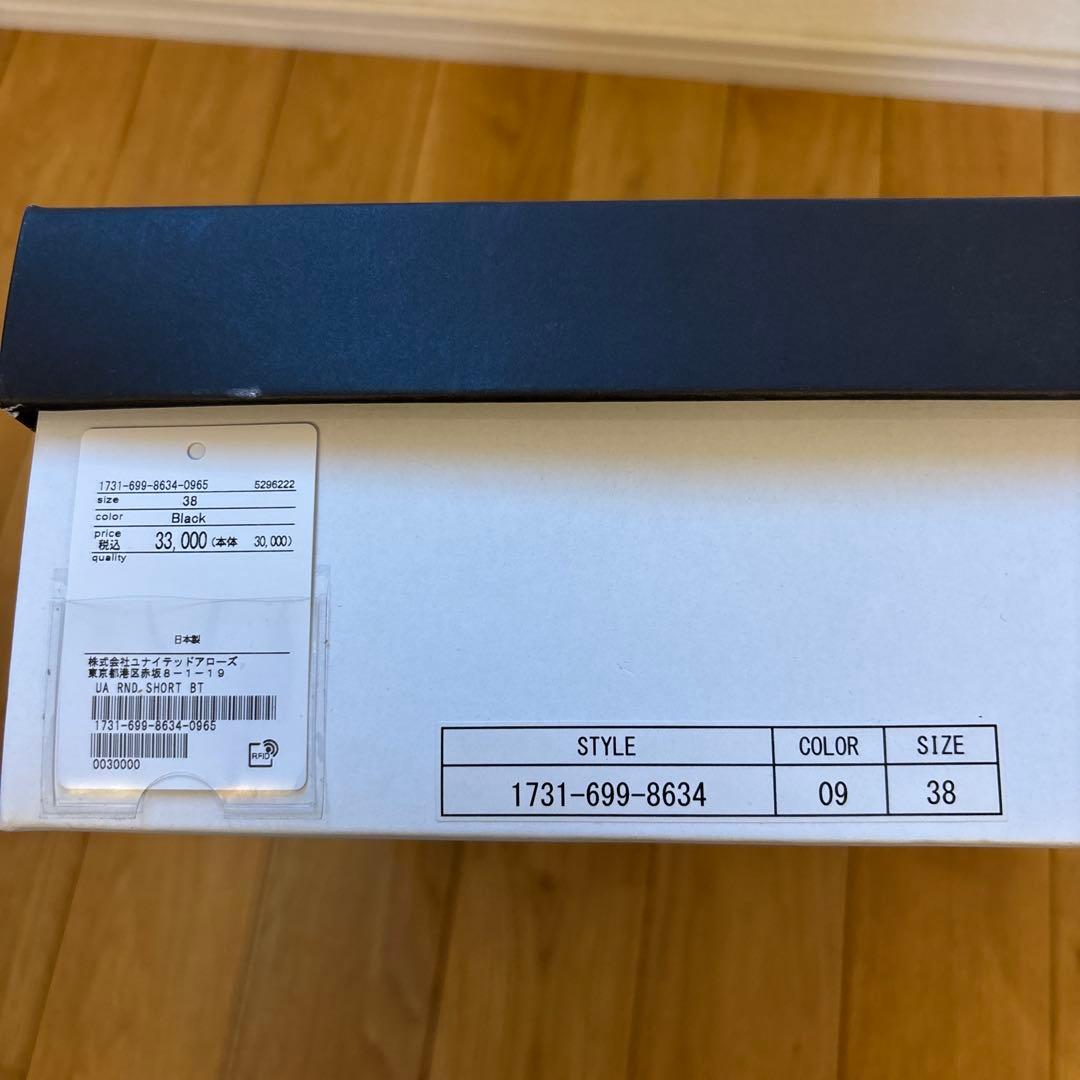 1731-699-8634-0965 5296222
size 38
color Black
price
税込 33,000 (本体 30,000)
quality
日本製
株式会社ユナイテッドアローズ
東京都港区赤坂8-1-19
UA RND SHORT BT
1731-699-8634-0965
0030000
RFID
STYLE COLOR SIZE
1731-699-8634 09 38